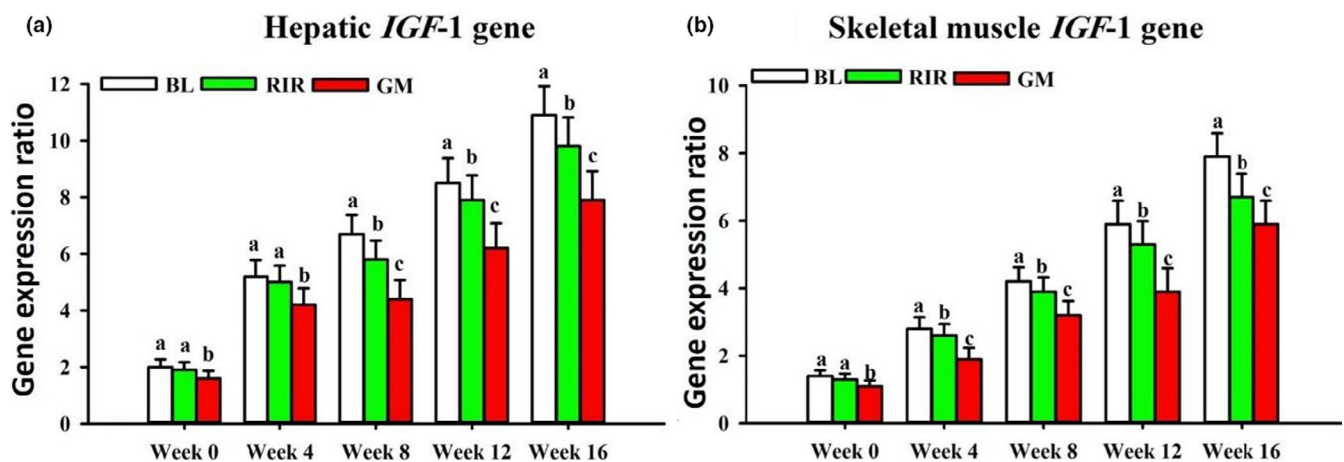 (a) Hepatic IGF-1 gene
BL RIR GM
Gene expression ratio
12
10
8
6
4
2
0
a a b
a a b
a b c
a b c
a b c
Week 0 Week 4 Week 8 Week 12 Week 16
(b) Skeletal muscle IGF-1 gene
BL RIR GM
Gene expression ratio
10
8
6
4
2
0
a a b
a b c
a b c
a b c
a b c
Week 0 Week 4 Week 8 Week 12 Week 16